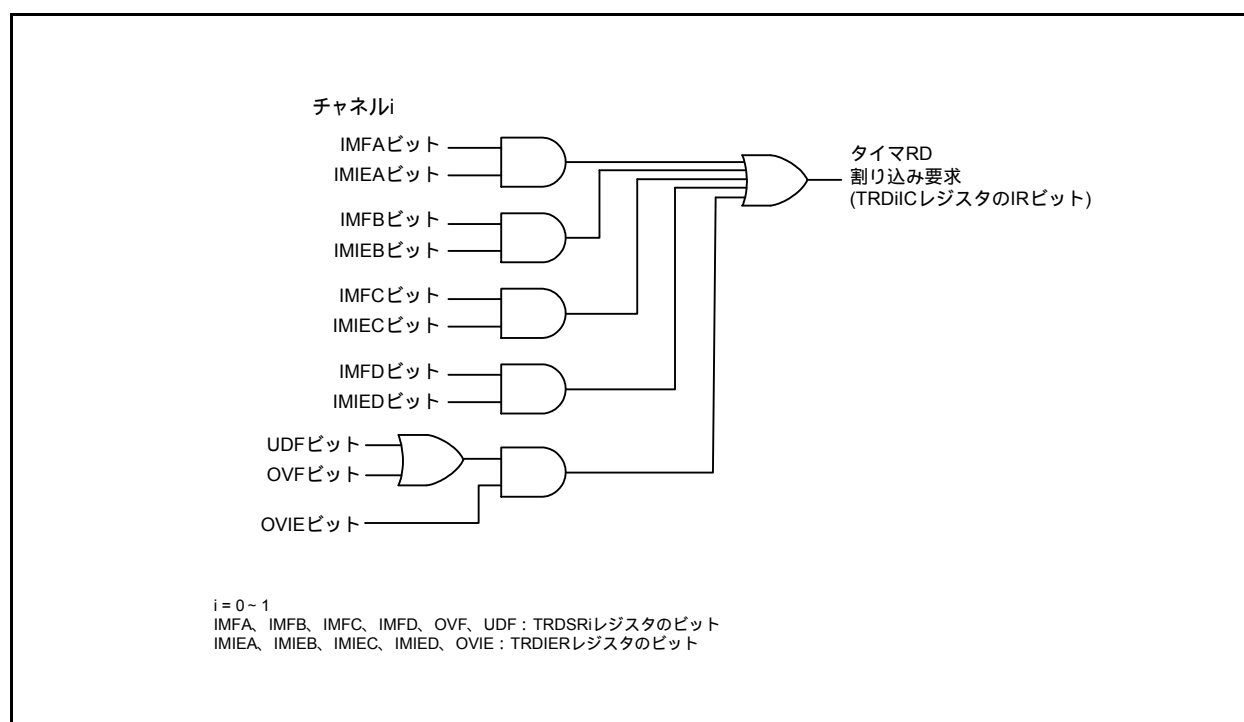 チャネルi
IMFAビット
IMIEAビット
IMFBビット
IMIEBビット
IMFCビット
IMIECビット
IMFDビット
IMIEDビット
UDFビット
OVFビット
OVIEビット
タイマRD
割り込み要求
(TRDiICレジスタのIRビット)
i = 0~1
IMFA、IMFB、IMFC、IMFD、OVF、UDF：TRDSRiレジスタのビット
IMIEA、IMIEB、IMIEC、IMIED、OVIE：TRDIERレジスタのビット